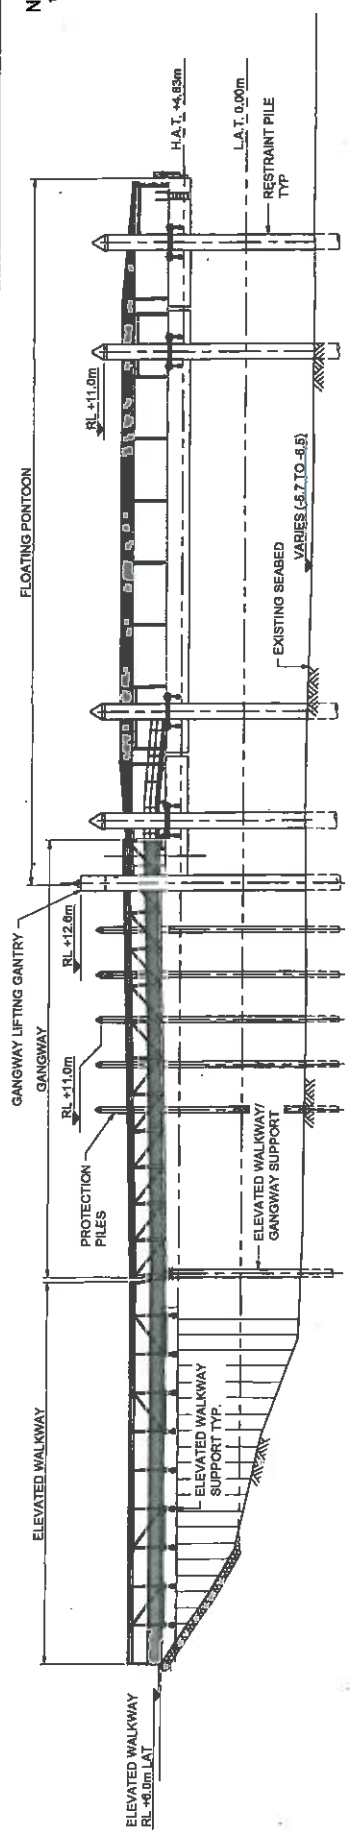 ELEVATED WALKWAY
RL +6.0m LAT
ELEVATED WALKWAY
GANGWAY LIFTING GANTRY
GANGWAY
FLOATING PONTOON
PROTECTION
PILES
RL +11.0m
RL +12.6m
RL +11.0m
H.A.T. +4.63m
L.A.T. 0.00m
RESTRAINT PILE
TYP
ELEVATED WALKWAY
SUPPORT TYP.
ELEVATED WALKWAY/
GANGWAY SUPPORT
EXISTING SEABED
VARIES (-5.7 TO -6.5)
N